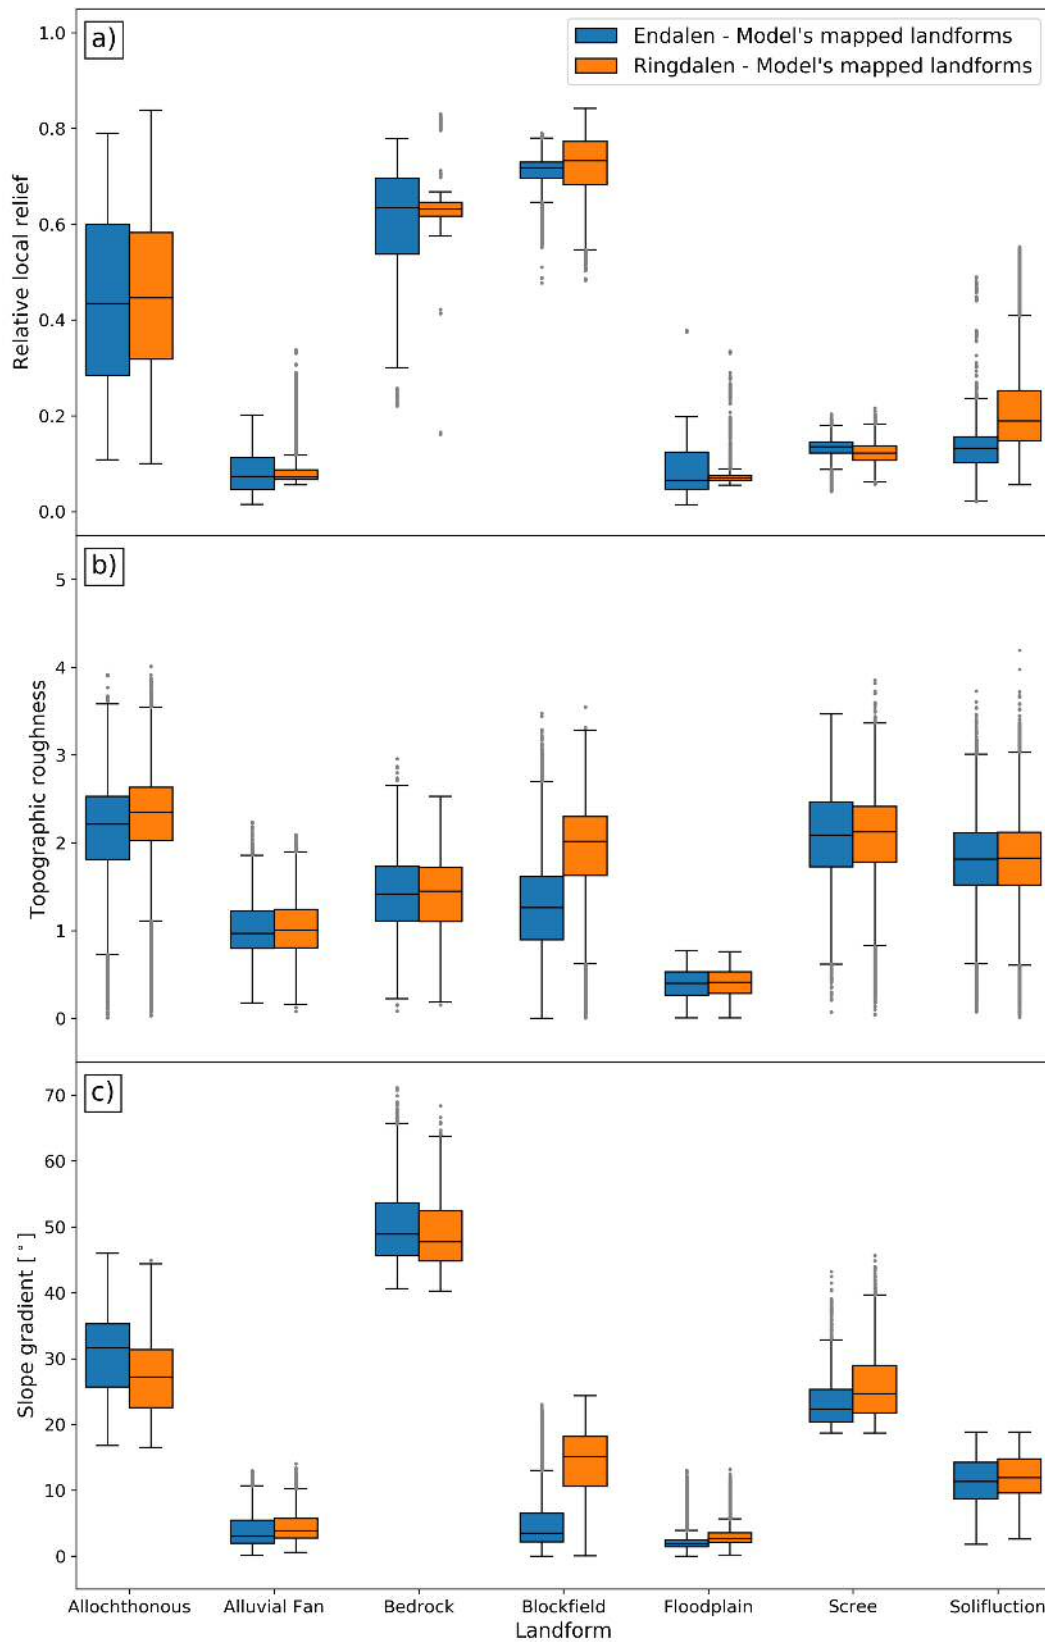 a)
Endalen - Model's mapped landforms
Ringdalen - Model's mapped landforms
1.0
0.8
0.6
0.4
0.2
0.0
Relative local relief
b)
5
4
3
2
1
0
Topographic roughness
c)
70
60
50
40
30
20
10
0
Slope gradient [ ° ]
Allochthonous Alluvial Fan Bedrock Blockfield Floodplain Scree Solifluction
Landform